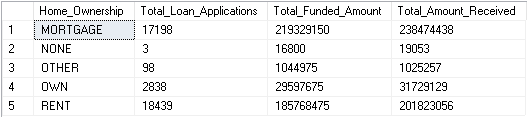 Home_Ownership Total_Loan_Applications Total_Funded_Amount Total_Amount_Received
1 MORTGAGE 17198 219329150 238474438
2 NONE 3 16800 19053
3 OTHER 98 1044975 1025257
4 OWN 2838 29597675 31729129
5 RENT 18439 185768475 201823056